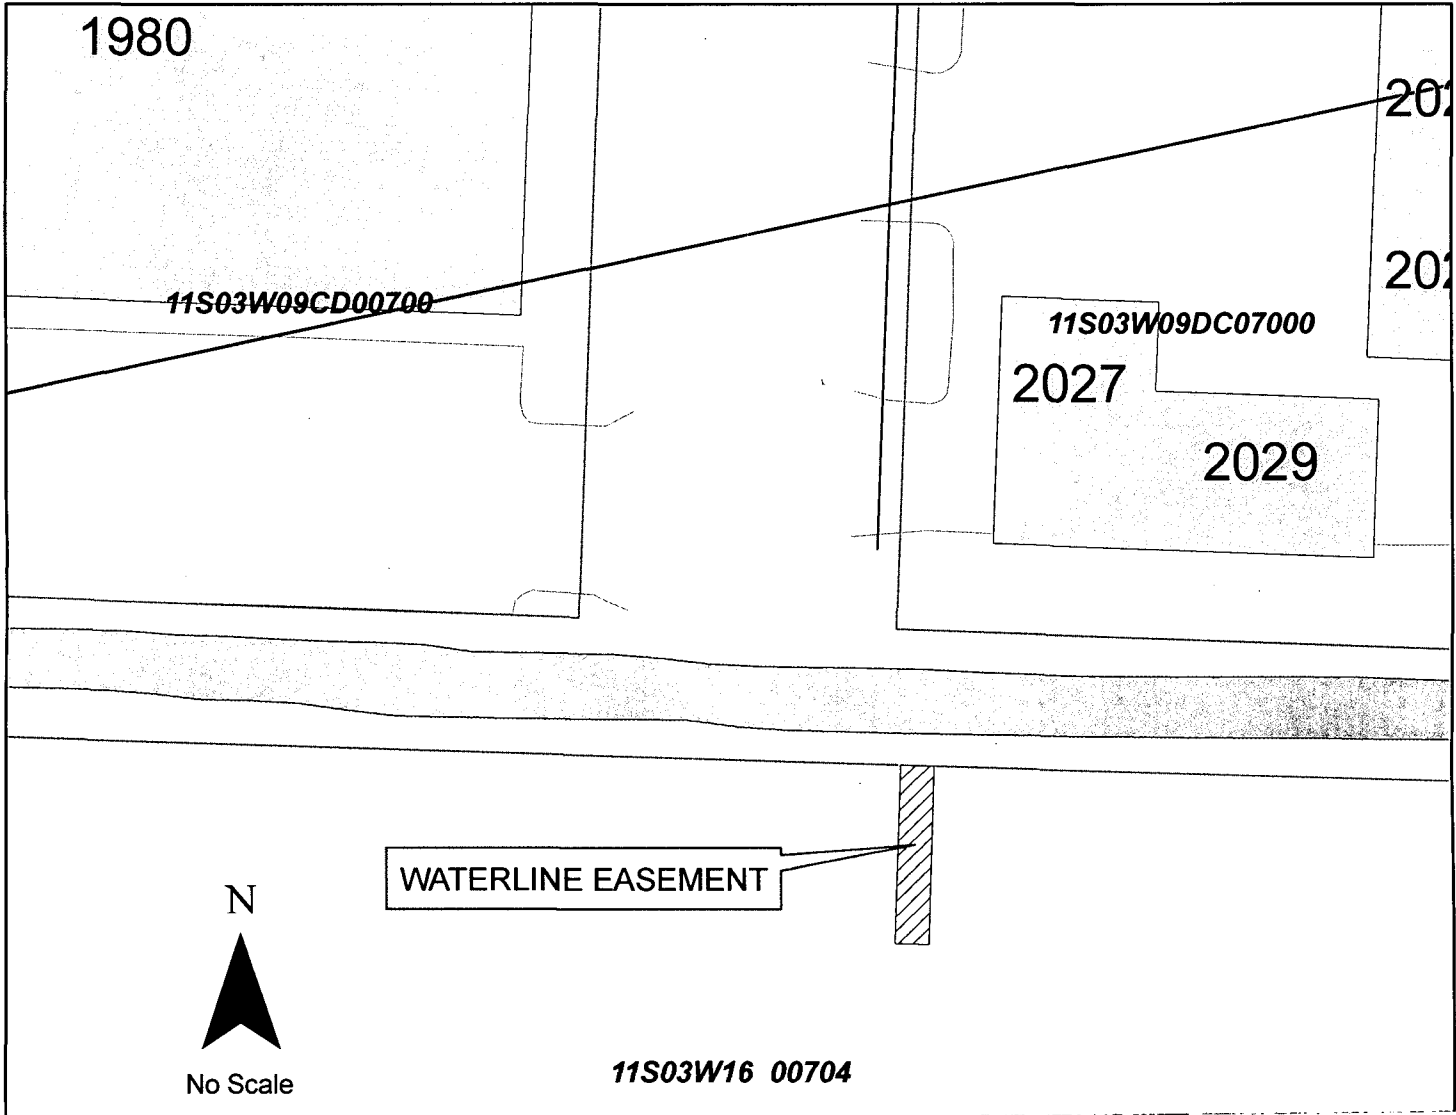 1980
11S03W09CD00700
11S03W09DC07000
2027
2029
WATERLINE EASEMENT
N
No Scale
11S03W16 00704